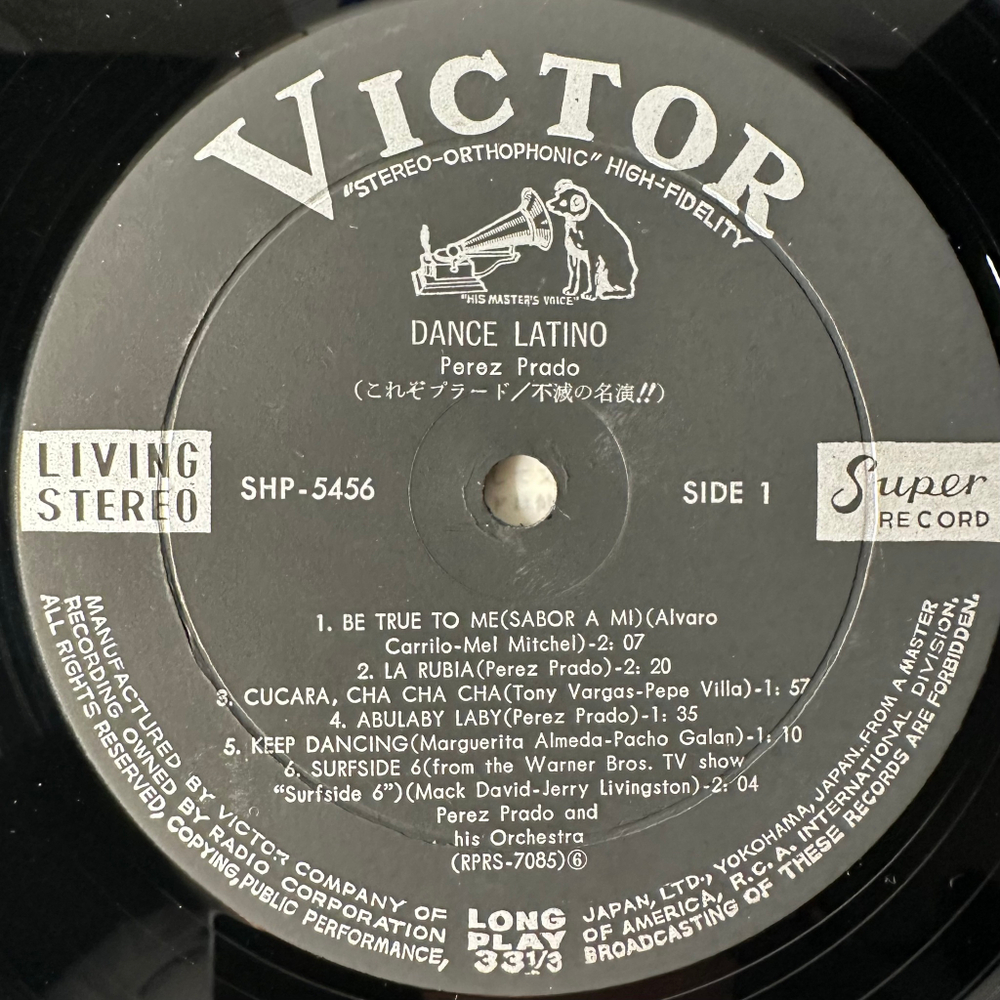 VICTOR
"STEREO-ORTHOPHONIC" HIGH-FIDELITY
"HIS MASTER'S VOICE"
DANCE LATINO
Perez Prado
(これぞプラード/不滅の名演!!)
LIVING
STEREO
SHP-5456
SIDE 1
Super
RECORD
1. BE TRUE TO ME(SABOR A MI)(Alvaro
Carrilo-Mel Mitchel)-2: 07
2. LA RUBIA(Perez Prado)-2: 20
3. CUCARA, CHA CHA CHA(Tony Vargas-Pepe Villa)-1: 57
4. ABULABY LABY(Perez Prado)-1: 35
5. KEEP DANCING(Marguerita Almeda-Pacho Galan)-1: 10
6. SURFSIDE 6(from the Warner Bros. TV show
"Surfside 6")(Mack David-Jerry Livingston)-2: 04
Perez Prado and
his Orchestra
(RPRS-7085)⑥
MANUFACTURED BY VICTOR COMPANY OF JAPAN, LTD., YOKOHAMA, JAPAN. FROM A MASTER
RECORDING OWNED BY RADIO CORPORATION OF AMERICA, R.C.A. INTERNATIONAL DIVISION,
ALL RIGHTS RESERVED, COPYING, PUBLIC PERFORMANCE, BROADCASTING OF THESE RECORDS ARE FORBIDDEN.
LONG
PLAY
33 1/3